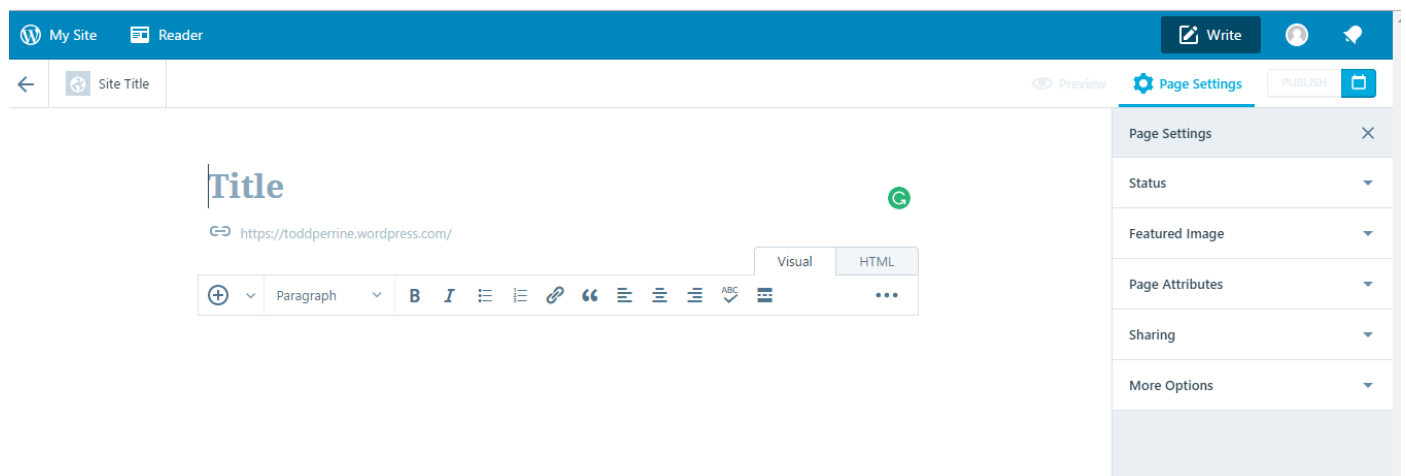 My Site Reader Write
Site Title Preview Page Settings PUBLISH
Page Settings
Title
Status
https://toddperrine.wordpress.com/
Featured Image
Visual HTML
Paragraph B I ABC
Page Attributes
Sharing
More Options